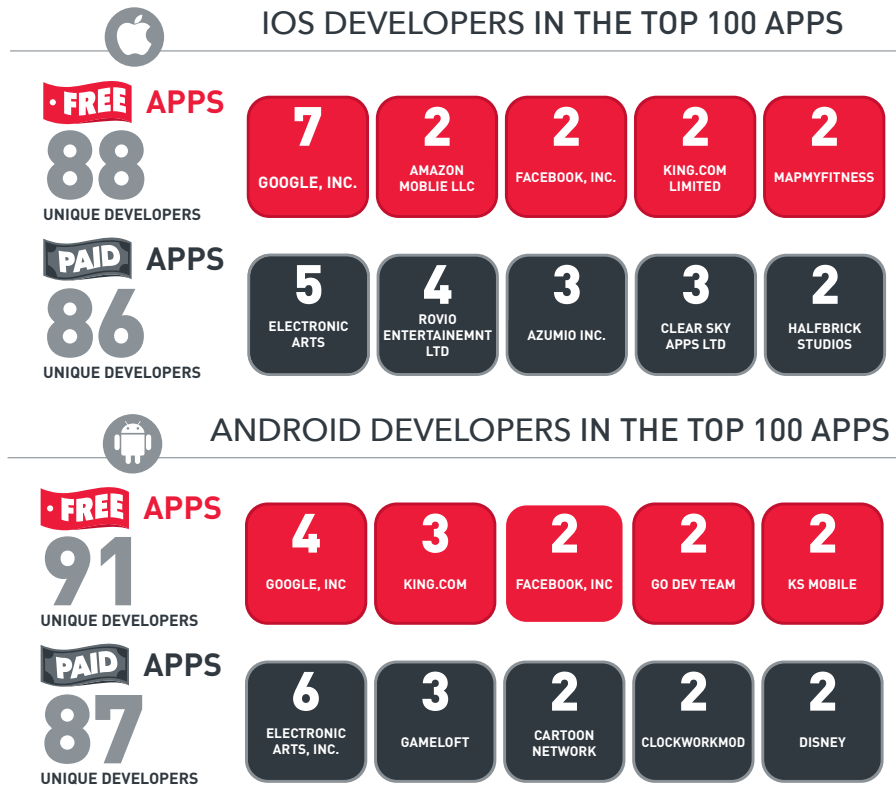 IOS DEVELOPERS IN THE TOP 100 APPS
FREE APPS
88
UNIQUE DEVELOPERS
7
GOOGLE, INC.
2
AMAZON
MOBLIE LLC
2
FACEBOOK, INC.
2
KING.COM
LIMITED
2
MAPMYFITNESS
PAID APPS
86
UNIQUE DEVELOPERS
5
ELECTRONIC
ARTS
4
ROVIO
ENTERTAINEMNT
LTD
3
AZUMIO INC.
3
CLEAR SKY
APPS LTD
2
HALFBRICK
STUDIOS
ANDROID DEVELOPERS IN THE TOP 100 APPS
FREE APPS
91
UNIQUE DEVELOPERS
4
GOOGLE, INC
3
KING.COM
2
FACEBOOK, INC
2
GO DEV TEAM
2
KS MOBILE
PAID APPS
87
UNIQUE DEVELOPERS
6
ELECTRONIC
ARTS, INC.
3
GAMELOFT
2
CARTOON
NETWORK
2
CLOCKWORKMOD
2
DISNEY